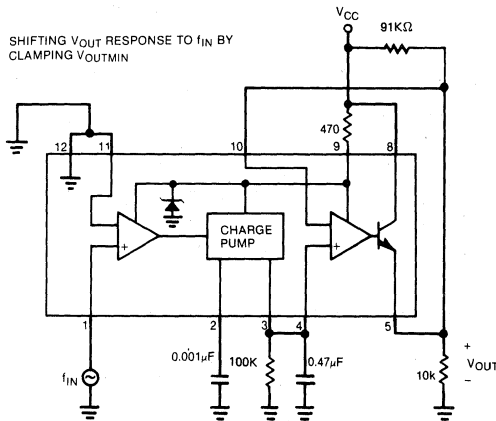 SHIFTING VOUT RESPONSE TO fIN BY
CLAMPING VOUTMIN
VCC
91KΩ
470
12
11
10
9
8
+
CHARGE
PUMP
+
1
2
3
4
5
fIN
0.001µF
100K
0.47µF
10k
+
VOUT
−